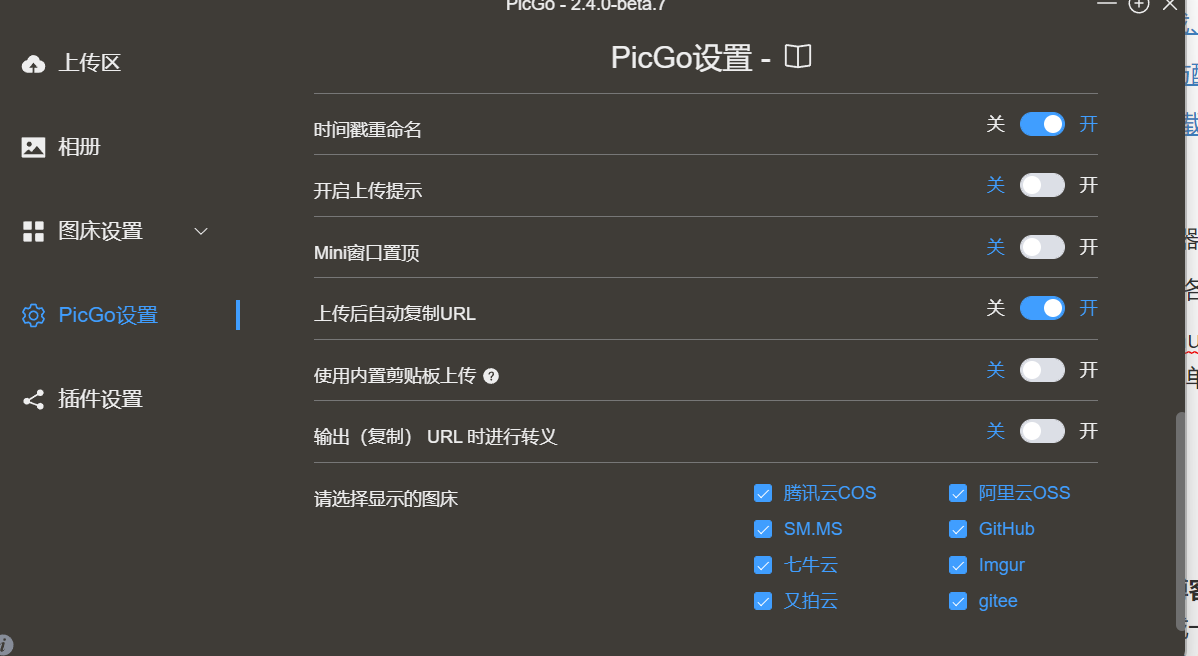 PicGo - 2.4.0-beta.7
上传区
相册
图床设置
PicGo设置
插件设置
PicGo设置 -
时间戳重命名 关 开
开启上传提示 关 开
Mini窗口置顶 关 开
上传后自动复制URL 关 开
使用内置剪贴板上传 ? 关 开
输出（复制） URL 时进行转义 关 开
请选择显示的图床
腾讯云COS 阿里云OSS
SM.MS GitHub
七牛云 Imgur
又拍云 gitee